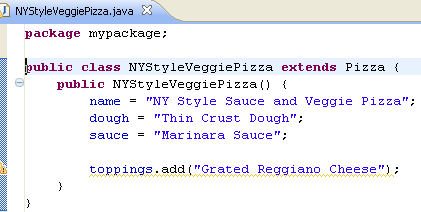 NYStyleVeggiePizza.java
package mypackage;
public class NYStyleVeggiePizza extends Pizza {
public NYStyleVeggiePizza() {
name = "NY Style Sauce and Veggie Pizza";
dough = "Thin Crust Dough";
sauce = "Marinara Sauce";
toppings.add("Grated Reggiano Cheese");
}
}